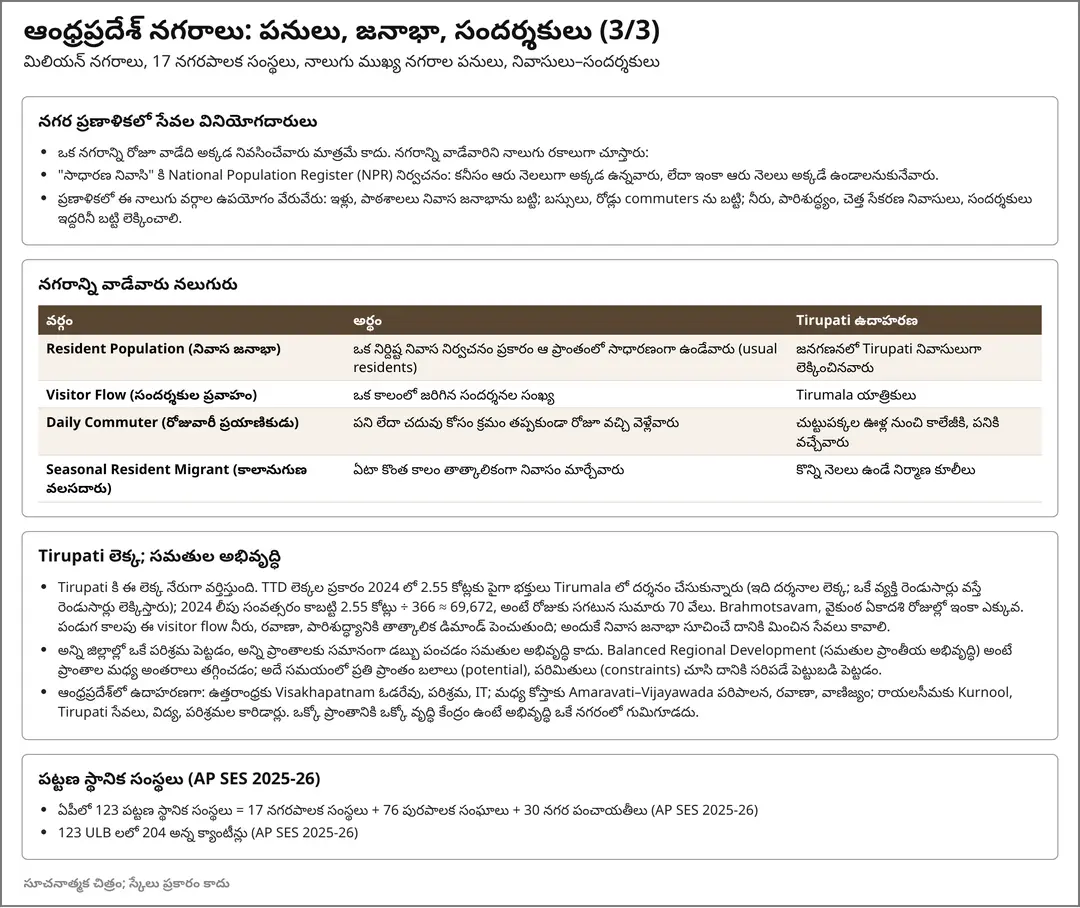 ఆంధ్రప్రదేశ్ నగరాలు: పనులు, జనాభా, సందర్శకులు (3/3)
మిలియన్ నగరాలు, 17 నగరపాలక సంస్థలు, నాలుగు ముఖ్య నగరాల పనులు, నివాసులు–సందర్శకులు
నగర ప్రణాళికలో సేవల వినియోగదారులు
• ఒక నగరాన్ని రోజూ వాడేది అక్కడ నివసించేవారు మాత్రమే కాదు. నగరాన్ని వాడేవారిని నాలుగు రకాలుగా చూస్తారు:
• "సాధారణ నివాసి" కి National Population Register (NPR) నిర్వచనం: కనీసం ఆరు నెలలుగా అక్కడ ఉన్నవారు, లేదా ఇంకా ఆరు నెలలు అక్కడే ఉండాలనుకునేవారు.
• ప్రణాళికలో ఈ నాలుగు వర్గాల ఉపయోగం వేరువేరు: ఇళ్లు, పాఠశాలలు నివాస జనాభాను బట్టి; బస్సులు, రోడ్లు commuters ను బట్టి; నీరు, పారిశుద్ధ్యం, చెత్త సేకరణ నివాసులు, సందర్శకులు
ఇద్దరినీ బట్టి లెక్కించాలి.
నగరాన్ని వాడేవారు నలుగురు
వర్గం	అర్థం	Tirupati ఉదాహరణ
Resident Population (నివాస జనాభా)	ఒక నిర్దిష్ట నివాస నిర్వచనం ప్రకారం ఆ ప్రాంతంలో సాధారణంగా ఉండేవారు (usual	జనగణనలో Tirupati నివాసులుగా
residents)	లెక్కించినవారు
Visitor Flow (సందర్శకుల ప్రవాహం)	ఒక కాలంలో జరిగిన సందర్శనల సంఖ్య	Tirumala యాత్రికులు
Daily Commuter (రోజువారీ ప్రయాణికుడు)	పని లేదా చదువు కోసం క్రమం తప్పకుండా రోజూ వచ్చి వెళ్లేవారు	చుట్టుపక్కల ఊళ్ల నుంచి కాలేజీకి, పనికి
వచ్చేవారు
Seasonal Resident Migrant (కాలానుగుణ	ఏటా కొంత కాలం తాత్కాలికంగా నివాసం మార్చేవారు	కొన్ని నెలలు ఉండే నిర్మాణ కూలీలు
వలసదారు)
Tirupati లెక్క; సమతుల అభివృద్ధి
• Tirupati కి ఈ లెక్క నేరుగా వర్తిస్తుంది. TTD లెక్కల ప్రకారం 2024 లో 2.55 కోట్లకు పైగా భక్తులు Tirumala లో దర్శనం చేసుకున్నారు (ఇది దర్శనాల లెక్క; ఒకే వ్యక్తి రెండుసార్లు వస్తే
రెండుసార్లు లెక్కిస్తారు); 2024 లీపు సంవత్సరం కాబట్టి 2.55 కోట్లు ÷ 366 ≈ 69,672, అంటే రోజుకు సగటున సుమారు 70 వేలు. Brahmotsavam, వైకుంఠ ఏకాదశి రోజుల్లో ఇంకా ఎక్కువ.
పండుగ కాలపు ఈ visitor flow నీరు, రవాణా, పారిశుద్ధ్యానికి తాత్కాలిక డిమాండ్ పెంచుతుంది; అందుకే నివాస జనాభా సూచించే దానికి మించిన సేవలు కావాలి.
• అన్ని జిల్లాల్లో ఒకే పరిశ్రమ పెట్టడం, అన్ని ప్రాంతాలకు సమానంగా డబ్బు పంచడం సమతుల అభివృద్ధి కాదు. Balanced Regional Development (సమతుల ప్రాంతీయ అభివృద్ధి) అంటే
ప్రాంతాల మధ్య అంతరాలు తగ్గించడం; అదే సమయంలో ప్రతి ప్రాంతం బలాలు (potential), పరిమితులు (constraints) చూసి దానికి సరిపడే పెట్టుబడి పెట్టడం.
• ఆంధ్రప్రదేశ్‌లో ఉదాహరణగా: ఉత్తరాంధ్రకు Visakhapatnam ఓడరేవు, పరిశ్రమ, IT; మధ్య కోస్తాకు Amaravati–Vijayawada పరిపాలన, రవాణా, వాణిజ్యం; రాయలసీమకు Kurnool,
Tirupati సేవలు, విద్య, పరిశ్రమల కారిడార్లు. ఒక్కో ప్రాంతానికి ఒక్కో వృద్ధి కేంద్రం ఉంటే అభివృద్ధి ఒకే నగరంలో గుమిగూడదు.
పట్టణ స్థానిక సంస్థలు (AP SES 2025-26)
• ఏపీలో 123 పట్టణ స్థానిక సంస్థలు = 17 నగరపాలక సంస్థలు + 76 పురపాలక సంఘాలు + 30 నగర పంచాయతీలు (AP SES 2025-26)
• 123 ULB లలో 204 అన్న క్యాంటీన్లు (AP SES 2025-26)
సూచనాత్మక చిత్రం; స్కేలు ప్రకారం కాదు